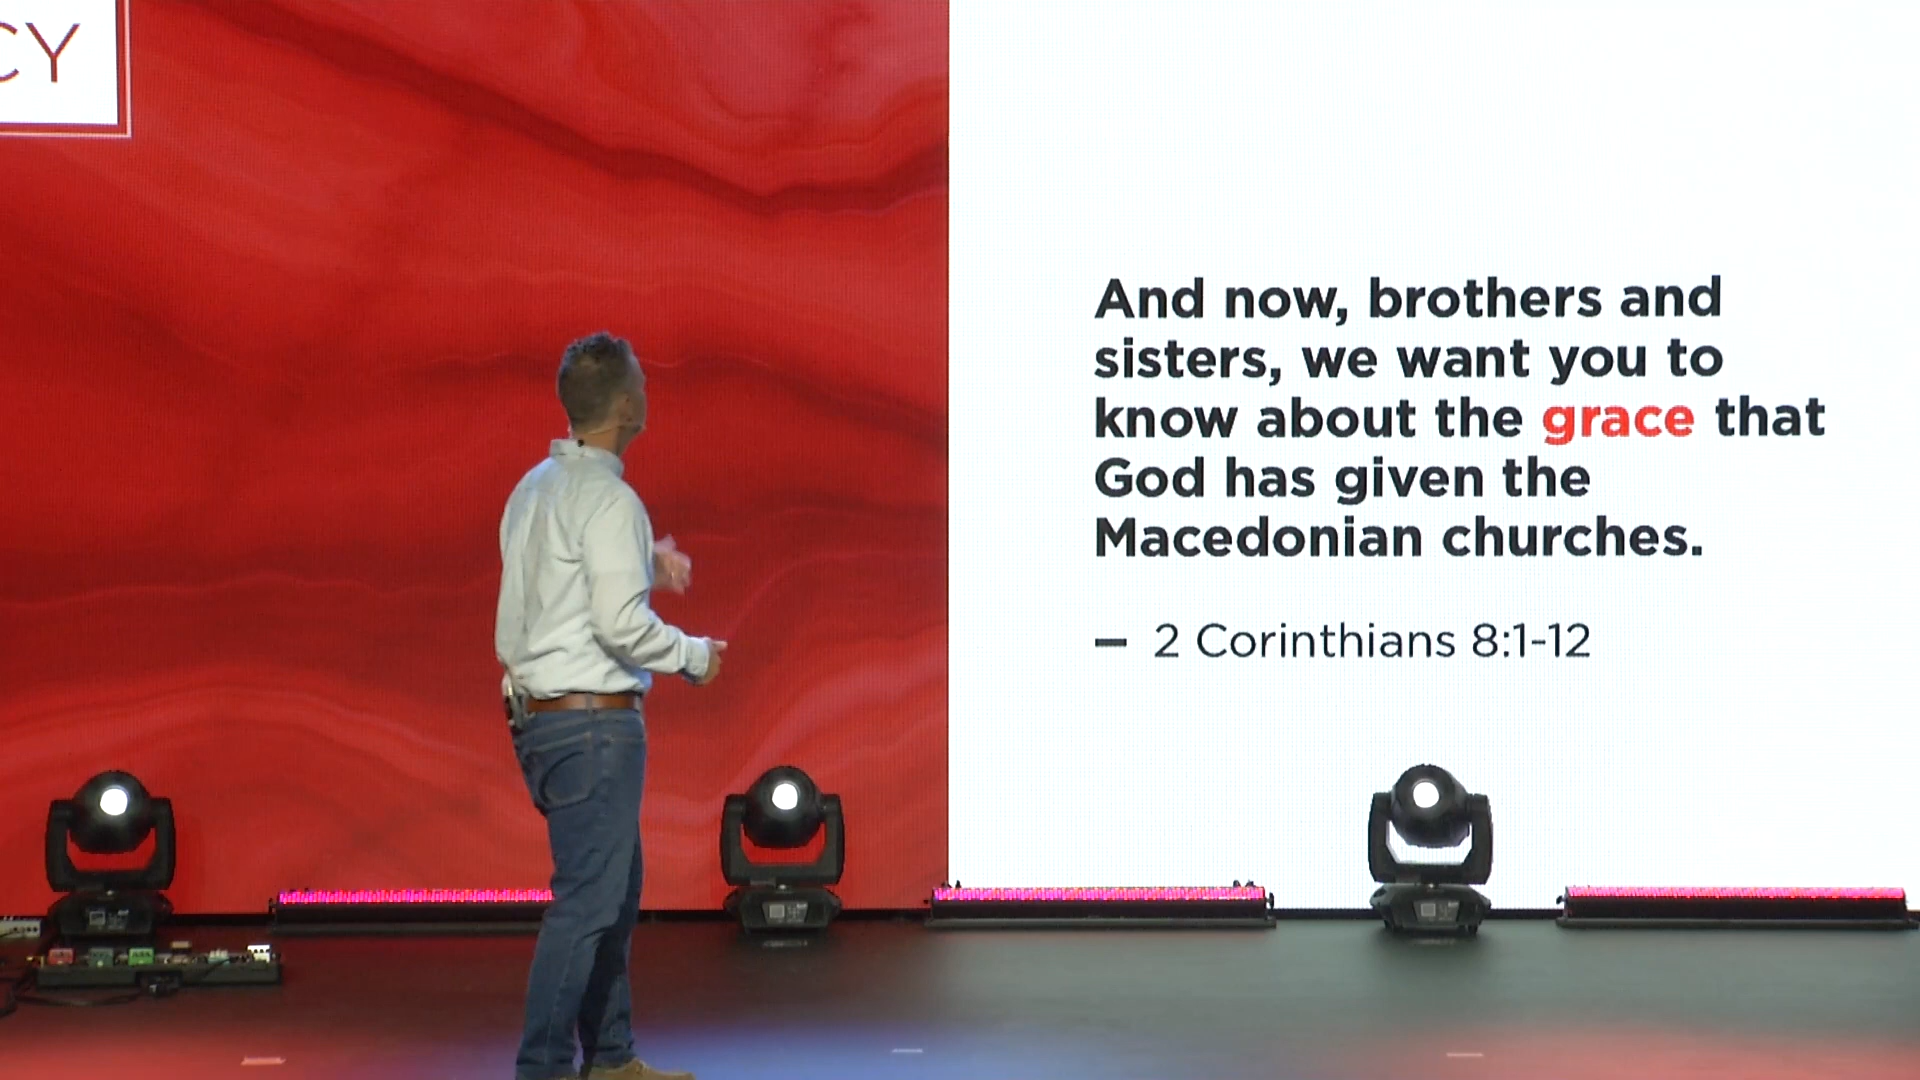 CY
And now, brothers and
sisters, we want you to
know about the grace that
God has given the
Macedonian churches.
— 2 Corinthians 8:1-12